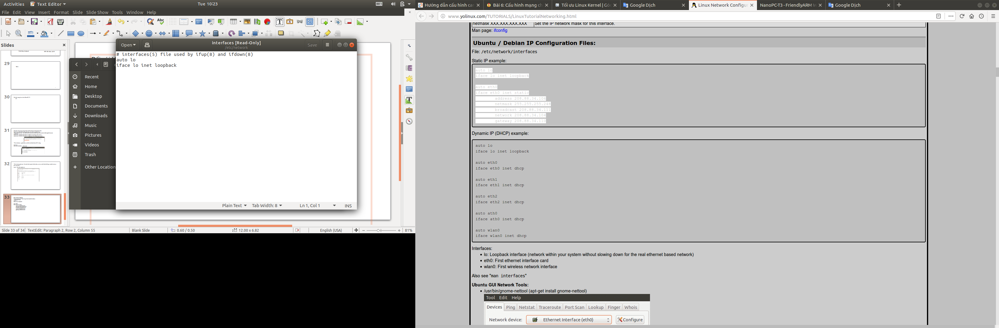 Activities Text Editor Tue 10:23
File Edit View Insert Format Slide Slide Show Tools Window Help
Slides
29
30
31
32
33
Open interfaces [Read-Only] Save
/etc/network
# interfaces(5) file used by ifup(8) and ifdown(8)
auto lo
iface lo inet loopback
Recent
Home
Desktop
Documents
Downloads
Music
Pictures
Videos
Trash
Other Location
Plain Text Tab Width: 8 Ln 1, Col 1 INS
Slide 33 of 34 TextEdit: Paragraph 2, Row 2, Column 55 Blank Slide 0.60 / 0.50 12.00 x 6.82 English (USA) 81%
Hướng dẫn cấu hình ca Bài 6: Cấu hình mạng ch Tối ưu Linux Kernel | Góc Google Dịch Linux Network Configur NanoPC-T3 - FriendlyARM W Google Dịch
www.yolinux.com/TUTORIALS/LinuxTutorialNetworking.html
netmask XXX.XXX.XXX.XXX Set the IP network mask for this interface.
Man page: ifconfig
Ubuntu / Debian IP Configuration Files:
File: /etc/network/interfaces
Static IP example:
auto lo
iface lo inet loopback
auto eth0
iface eth0 inet static
address 208.88.34.106
netmask 255.255.255.248
broadcast 208.88.34.111
network 208.88.34.104
gateway 208.88.34.110
Dynamic IP (DHCP) example:
auto lo
iface lo inet loopback
auto eth0
iface eth0 inet dhcp
auto eth1
iface eth1 inet dhcp
auto eth2
iface eth2 inet dhcp
auto ath0
iface ath0 inet dhcp
auto wlan0
iface wlan0 inet dhcp
Interfaces:
lo: Loopback interface (network within your system without slowing down for the real ethernet based network)
eth0: First ethernet interface card
wlan0: First wireless network interface
Also see "man interfaces"
Ubuntu GUI Network Tools:
/usr/bin/gnome-nettool (apt-get install gnome-nettool)
Tool Edit Help
Devices Ping Netstat Traceroute Port Scan Lookup Finger Whois
Network device: Ethernet Interface (eth0) Configure